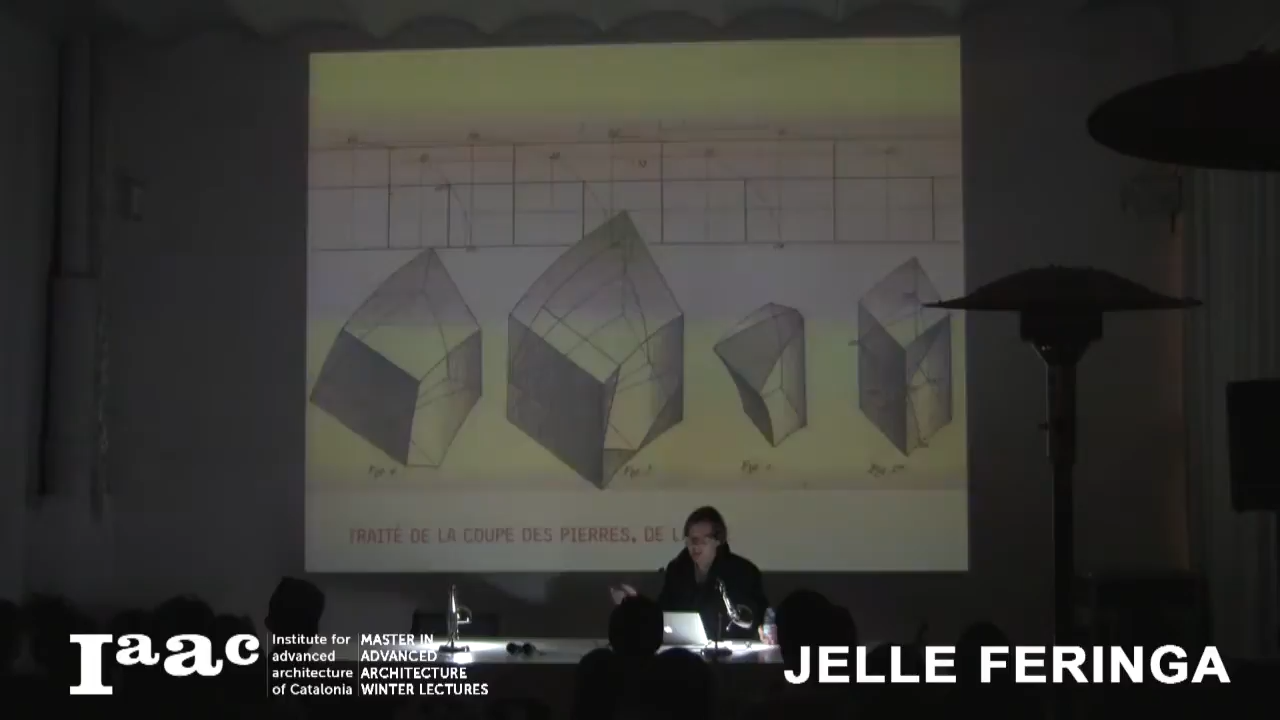 TRAITÉ DE LA COUPE DES PIERRES, DE L
Iaac
Institute for
advanced
architecture
of Catalonia
MASTER IN
ADVANCED
ARCHITECTURE
WINTER LECTURES
JELLE FERINGA